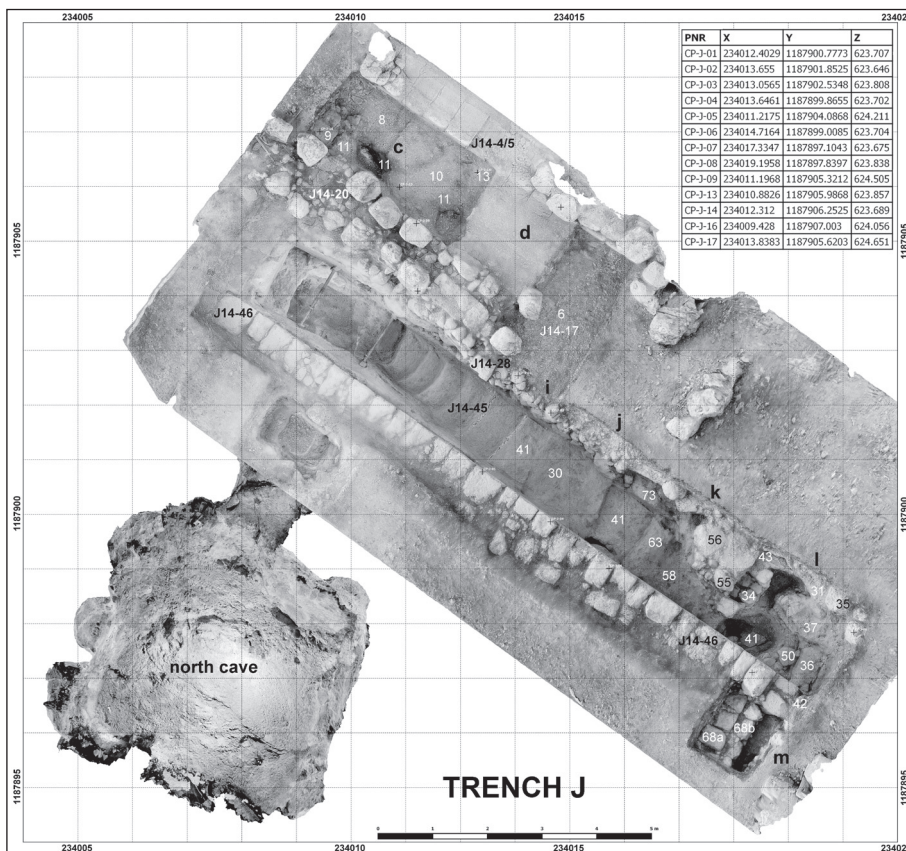 234005 234010 234015 23402
PNR X Y Z
CP-J-01 234012.4029 1187900.7773 623.707
CP-J-02 234013.655 1187901.8525 623.646
CP-J-03 234013.0565 1187902.5348 623.808
CP-J-04 234013.6461 1187899.8655 623.702
CP-J-05 234011.2175 1187904.0868 624.211
CP-J-06 234014.7164 1187899.0085 623.704
CP-J-07 234017.3347 1187897.1043 623.675
CP-J-08 234019.1958 1187897.8397 623.838
CP-J-09 234011.1968 1187905.3212 624.505
CP-J-13 234010.8826 1187905.9868 623.857
CP-J-14 234012.312 1187906.2525 623.689
CP-J-16 234009.428 1187907.003 624.056
CP-J-17 234013.8383 1187905.6203 624.651
8
9
11
c
J14-4/5
11
10
13
J14-20
11
1187905
1187905
d
6
J14-17
J14-46
J14-28
i
J14-45
j
41
30
73
k
1187900
1187900
41
56
63
43
l
58
55
34
31
35
37
J14-46
41
50
36
north cave
42
68a
68b
m
1187895
1187895
TRENCH J
0 1 2 3 4 5 m
234005 234010 234015 23402